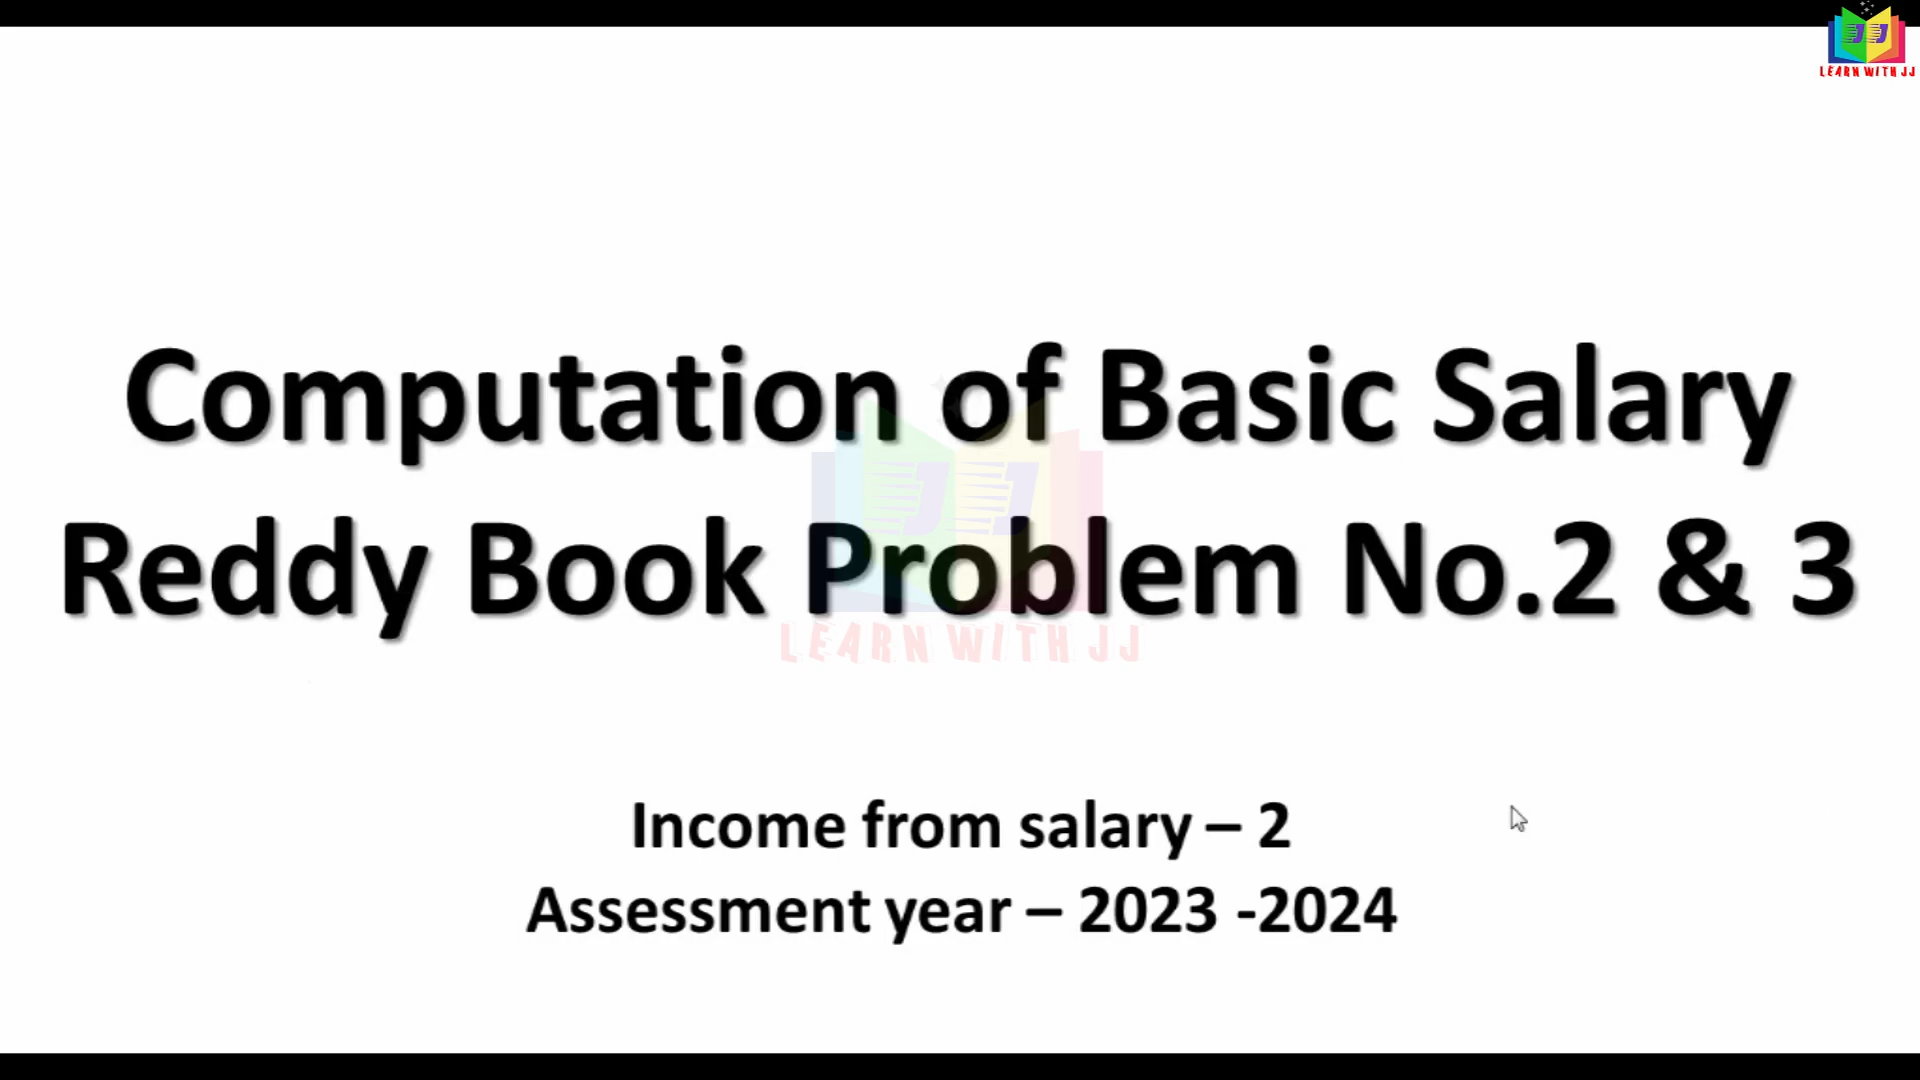 LEARN WITH JJ
Computation of Basic Salary
Reddy Book Problem No.2 & 3
LEARN WITH JJ
Income from salary – 2
Assessment year – 2023 -2024